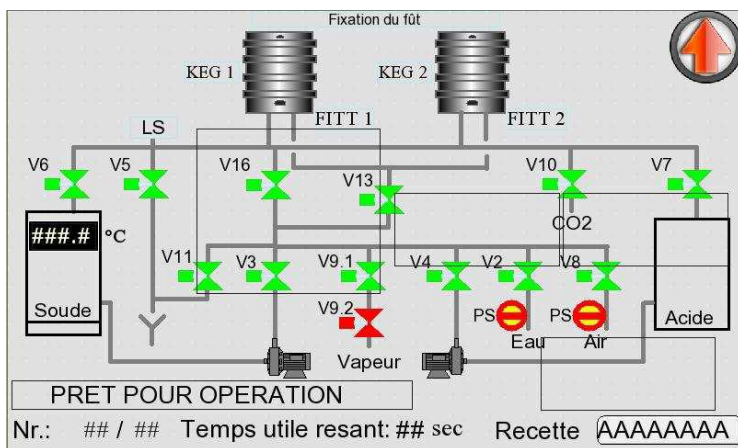 Fixation du fût
KEG 1
KEG 2
FITT 1
FITT 2
LS
V6
V5
V16
V13
V10
V7
CO2
###.# °C
V11
V3
V9.1
V4
V2
V8
Soude
V9.2
PS
PS
Acide
Eau
Air
Vapeur
PRET POUR OPERATION
Nr.: ## / ## Temps utile resant: ## sec Recette AAAAAAAA